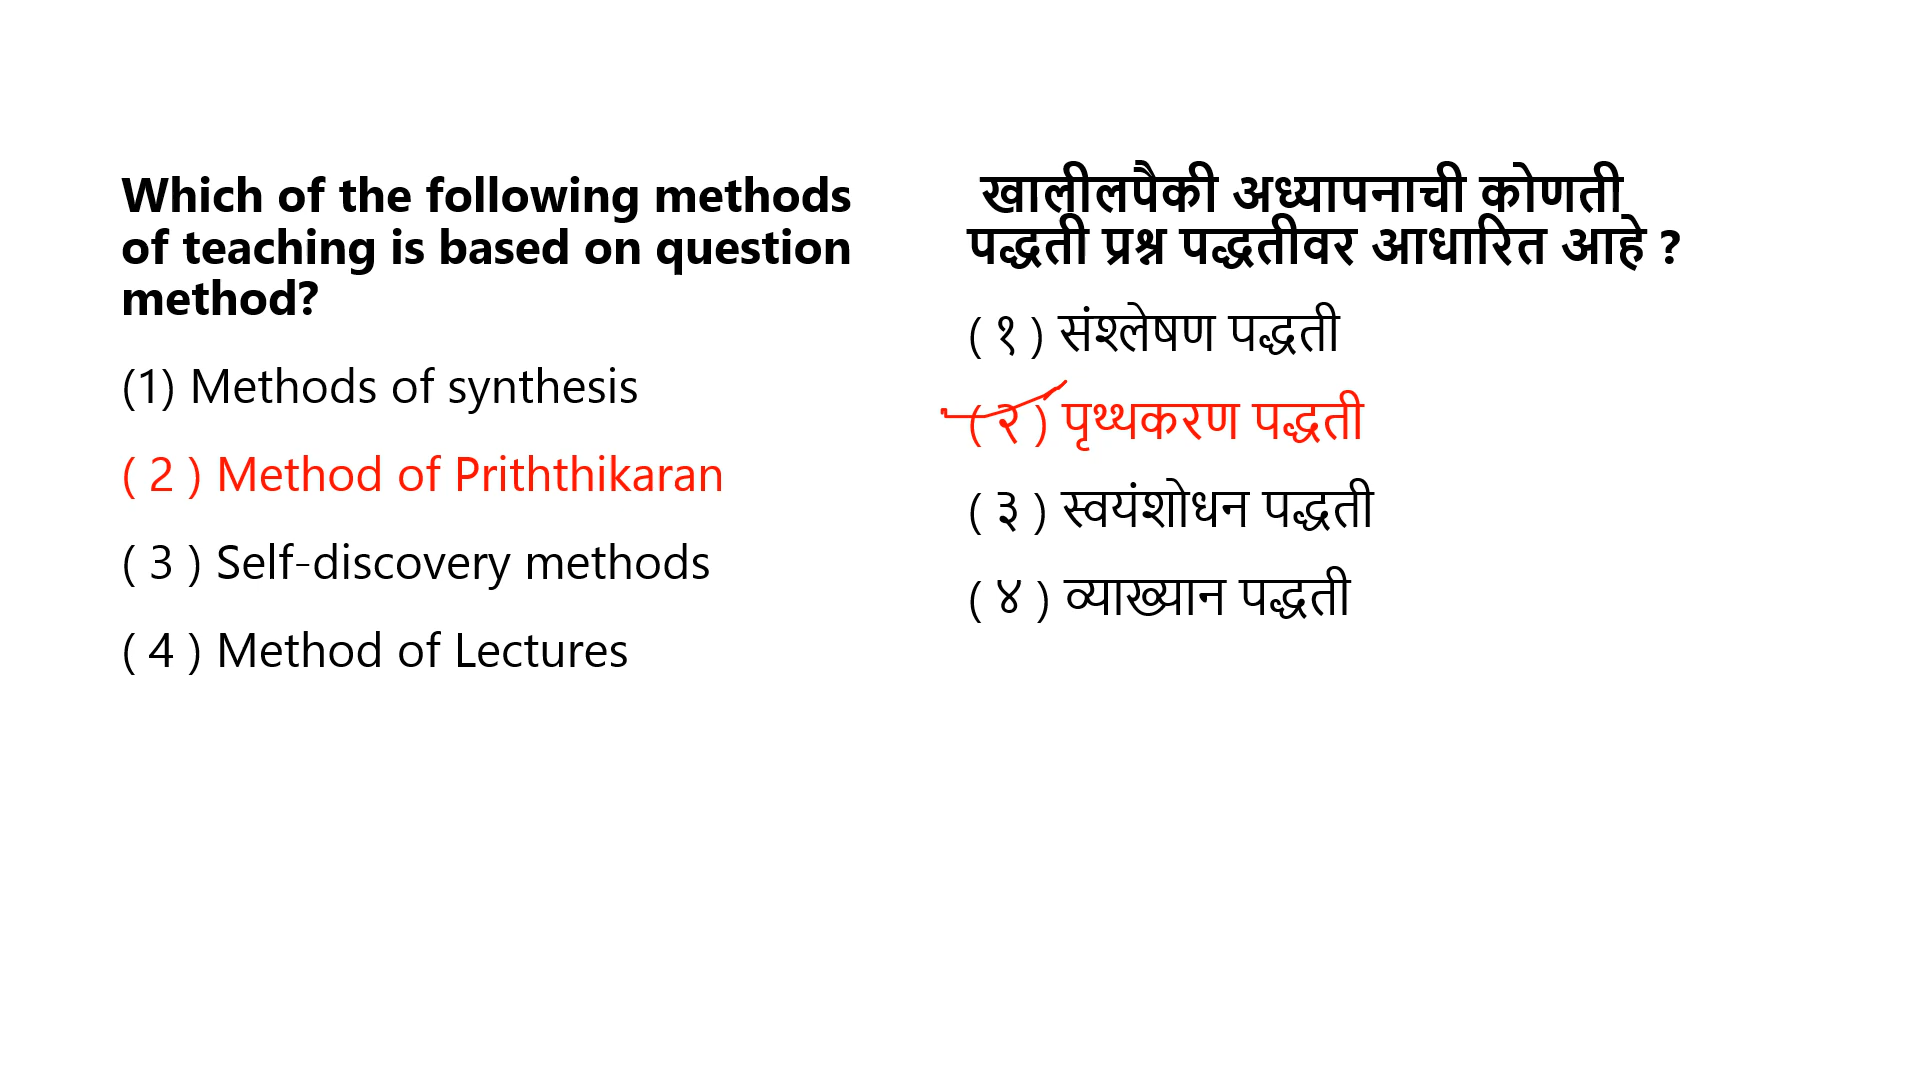 Which of the following methods
of teaching is based on question
method?
(1) Methods of synthesis
( 2 ) Method of Priththikaran
( 3 ) Self-discovery methods
( 4 ) Method of Lectures
खालीलपैकी अध्यापनाची कोणती
पद्धती प्रश्न पद्धतीवर आधारित आहे ?
( १ ) संश्लेषण पद्धती
( २ ) पृथ्थकरण पद्धती
( ३ ) स्वयंशोधन पद्धती
( ४ ) व्याख्यान पद्धती